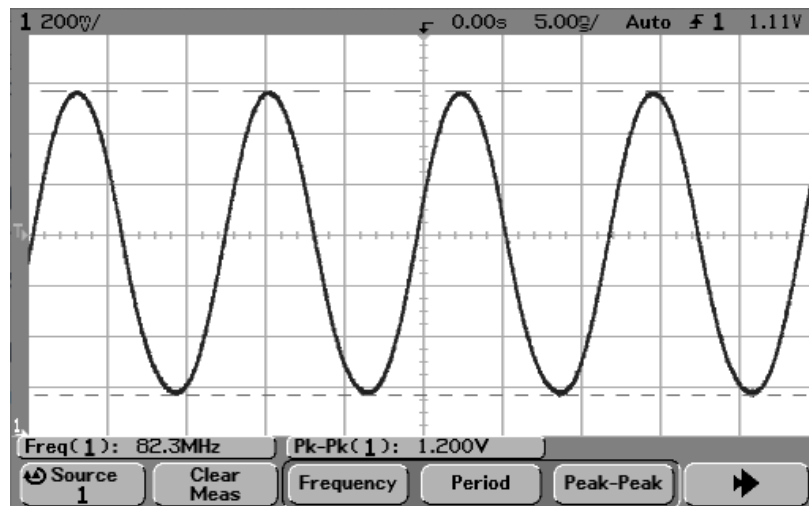 1 200mV/ 0.00s 5.00ns/ Auto 1 1.11V
T
1
Freq(1): 82.3MHz Pk-Pk(1): 1.200V
Source 1 Clear Meas Frequency Period Peak-Peak